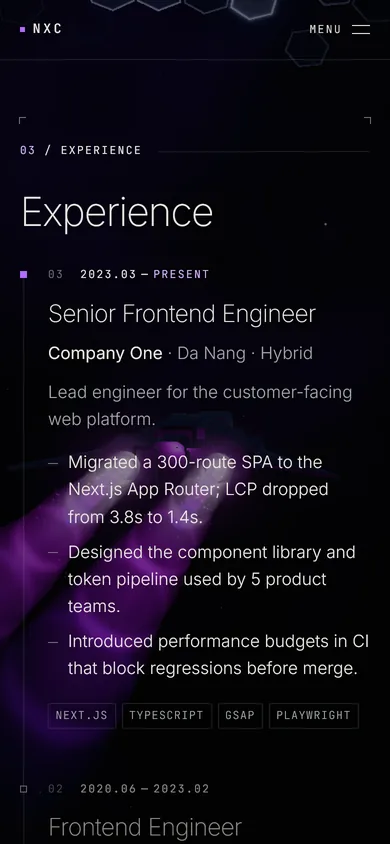 NXC
MENU
03 / EXPERIENCE
Experience
03 2023.03 — PRESENT
Senior Frontend Engineer
Company One · Da Nang · Hybrid
Lead engineer for the customer-facing
web platform.
— Migrated a 300-route SPA to the
Next.js App Router; LCP dropped
from 3.8s to 1.4s.
— Designed the component library and
token pipeline used by 5 product
teams.
— Introduced performance budgets in CI
that block regressions before merge.
NEXT.JS TYPESCRIPT GSAP PLAYWRIGHT
02 2020.06 — 2023.02
Frontend Engineer